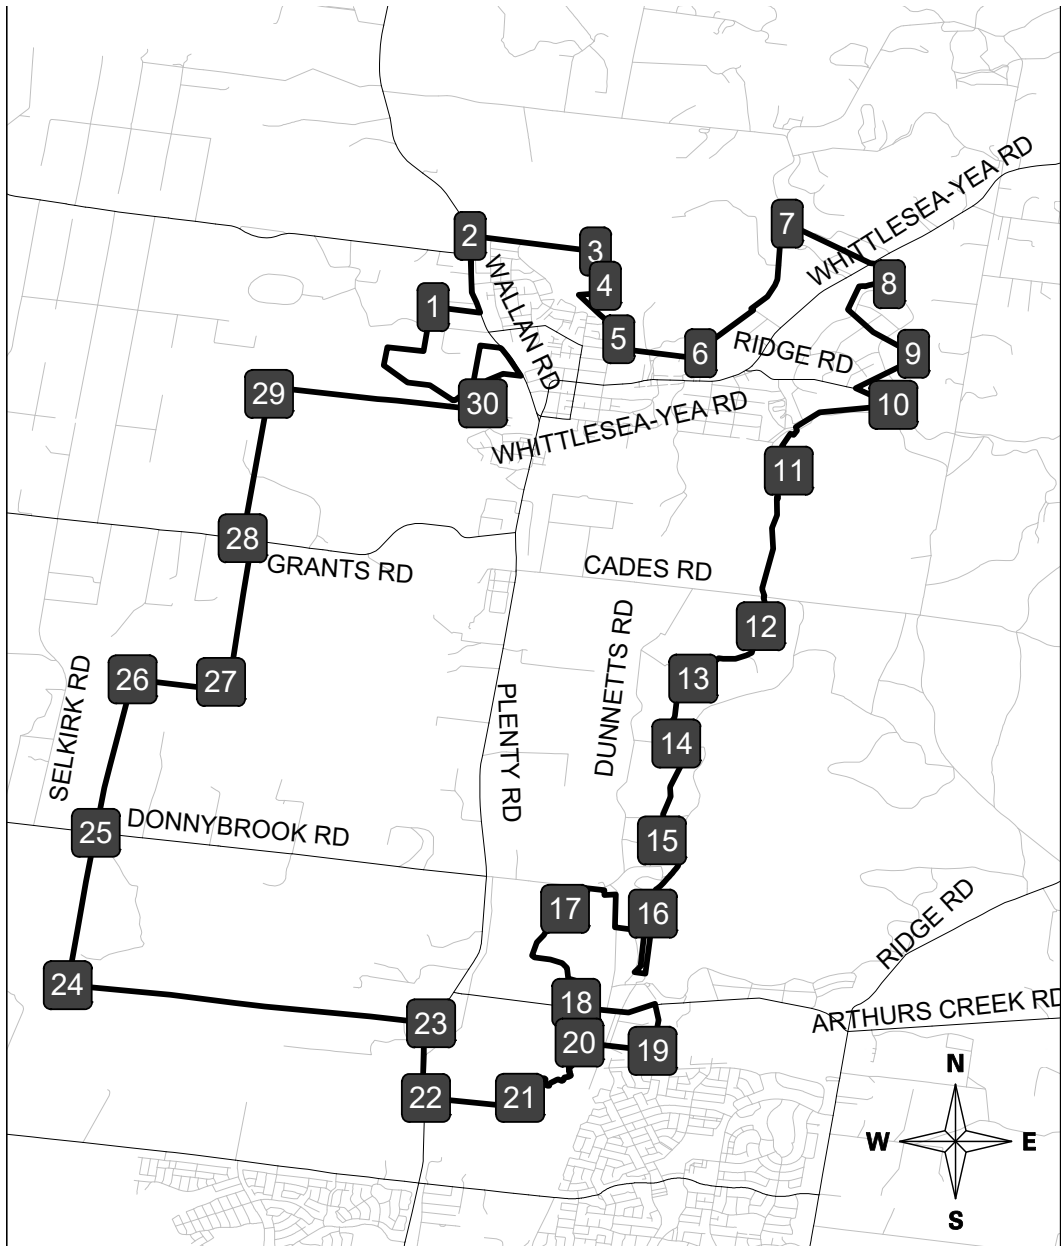 WHITTLESEA-YEA RD
7
2
3
WALLAN RD
4
8
1
5
6
RIDGE RD
9
29
30
10
WHITTLESEA-YEA RD
11
28
GRANTS RD
CADES RD
12
DUNNETTS RD
26
27
13
SELKIRK RD
PLENTY RD
14
25
DONNYBROOK RD
15
17
16
RIDGE RD
24
18
ARTHURS CREEK RD
23
20
19
22
21
N
W
E
S